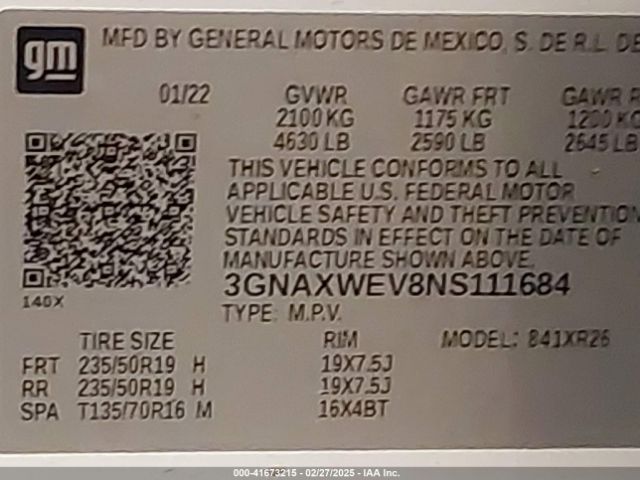 gm
MFD BY GENERAL MOTORS DE MEXICO, S. DE R.L. DE
01/22 GVWR GAWR FRT GAWR R
2100 KG 1175 KG 1200 KG
4630 LB 2590 LB 2645 LB
THIS VEHICLE CONFORMS TO ALL
APPLICABLE U.S. FEDERAL MOTOR
VEHICLE SAFETY AND THEFT PREVENTION
STANDARDS IN EFFECT ON THE DATE OF
MANUFACTURE SHOWN ABOVE.
3GNAXWEV8NS111684
140X
TYPE: M.P.V.
TIRE SIZE RIM MODEL: 841XR26
FRT 235/50R19 H 19X7.5J
RR 235/50R19 H 19X7.5J
SPA T135/70R16 M 16X4BT
000-41673215 - 02/27/2025 - IAA Inc.